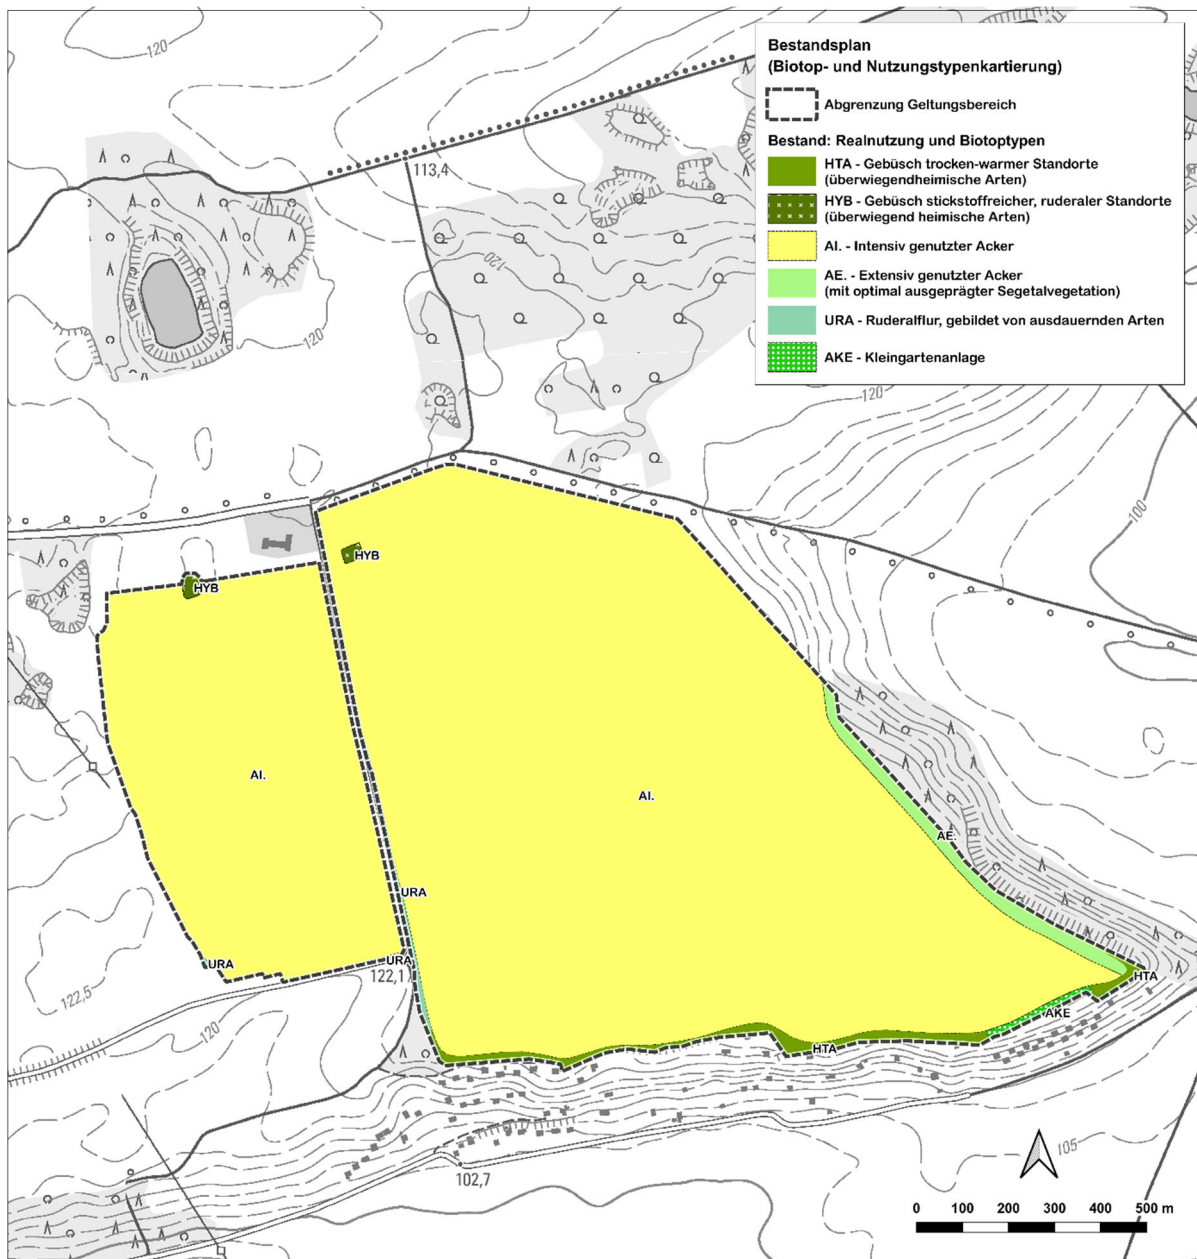 Bestandsplan
(Biotop- und Nutzungstypenkartierung)
Abgrenzung Geltungsbereich
Bestand: Realnutzung und Biotoptypen
HTA - Gebüsch trocken-warmer Standorte
(überwiegendheimische Arten)
HYB - Gebüsch stickstoffreicher, ruderaler Standorte
(überwiegend heimische Arten)
AI. - Intensiv genutzter Acker
AE. - Extensiv genutzter Acker
(mit optimal ausgeprägter Segetalvegetation)
URA - Ruderalflur, gebildet von ausdauernden Arten
AKE - Kleingartenanlage
120
113,4
120
120
120
100
HYB
HYB
AI.
AI.
AE.
URA
URA
URA
122,1
122,5
120
HTA
AKE
HTA
102,7
105
0 100 200 300 400 500 m